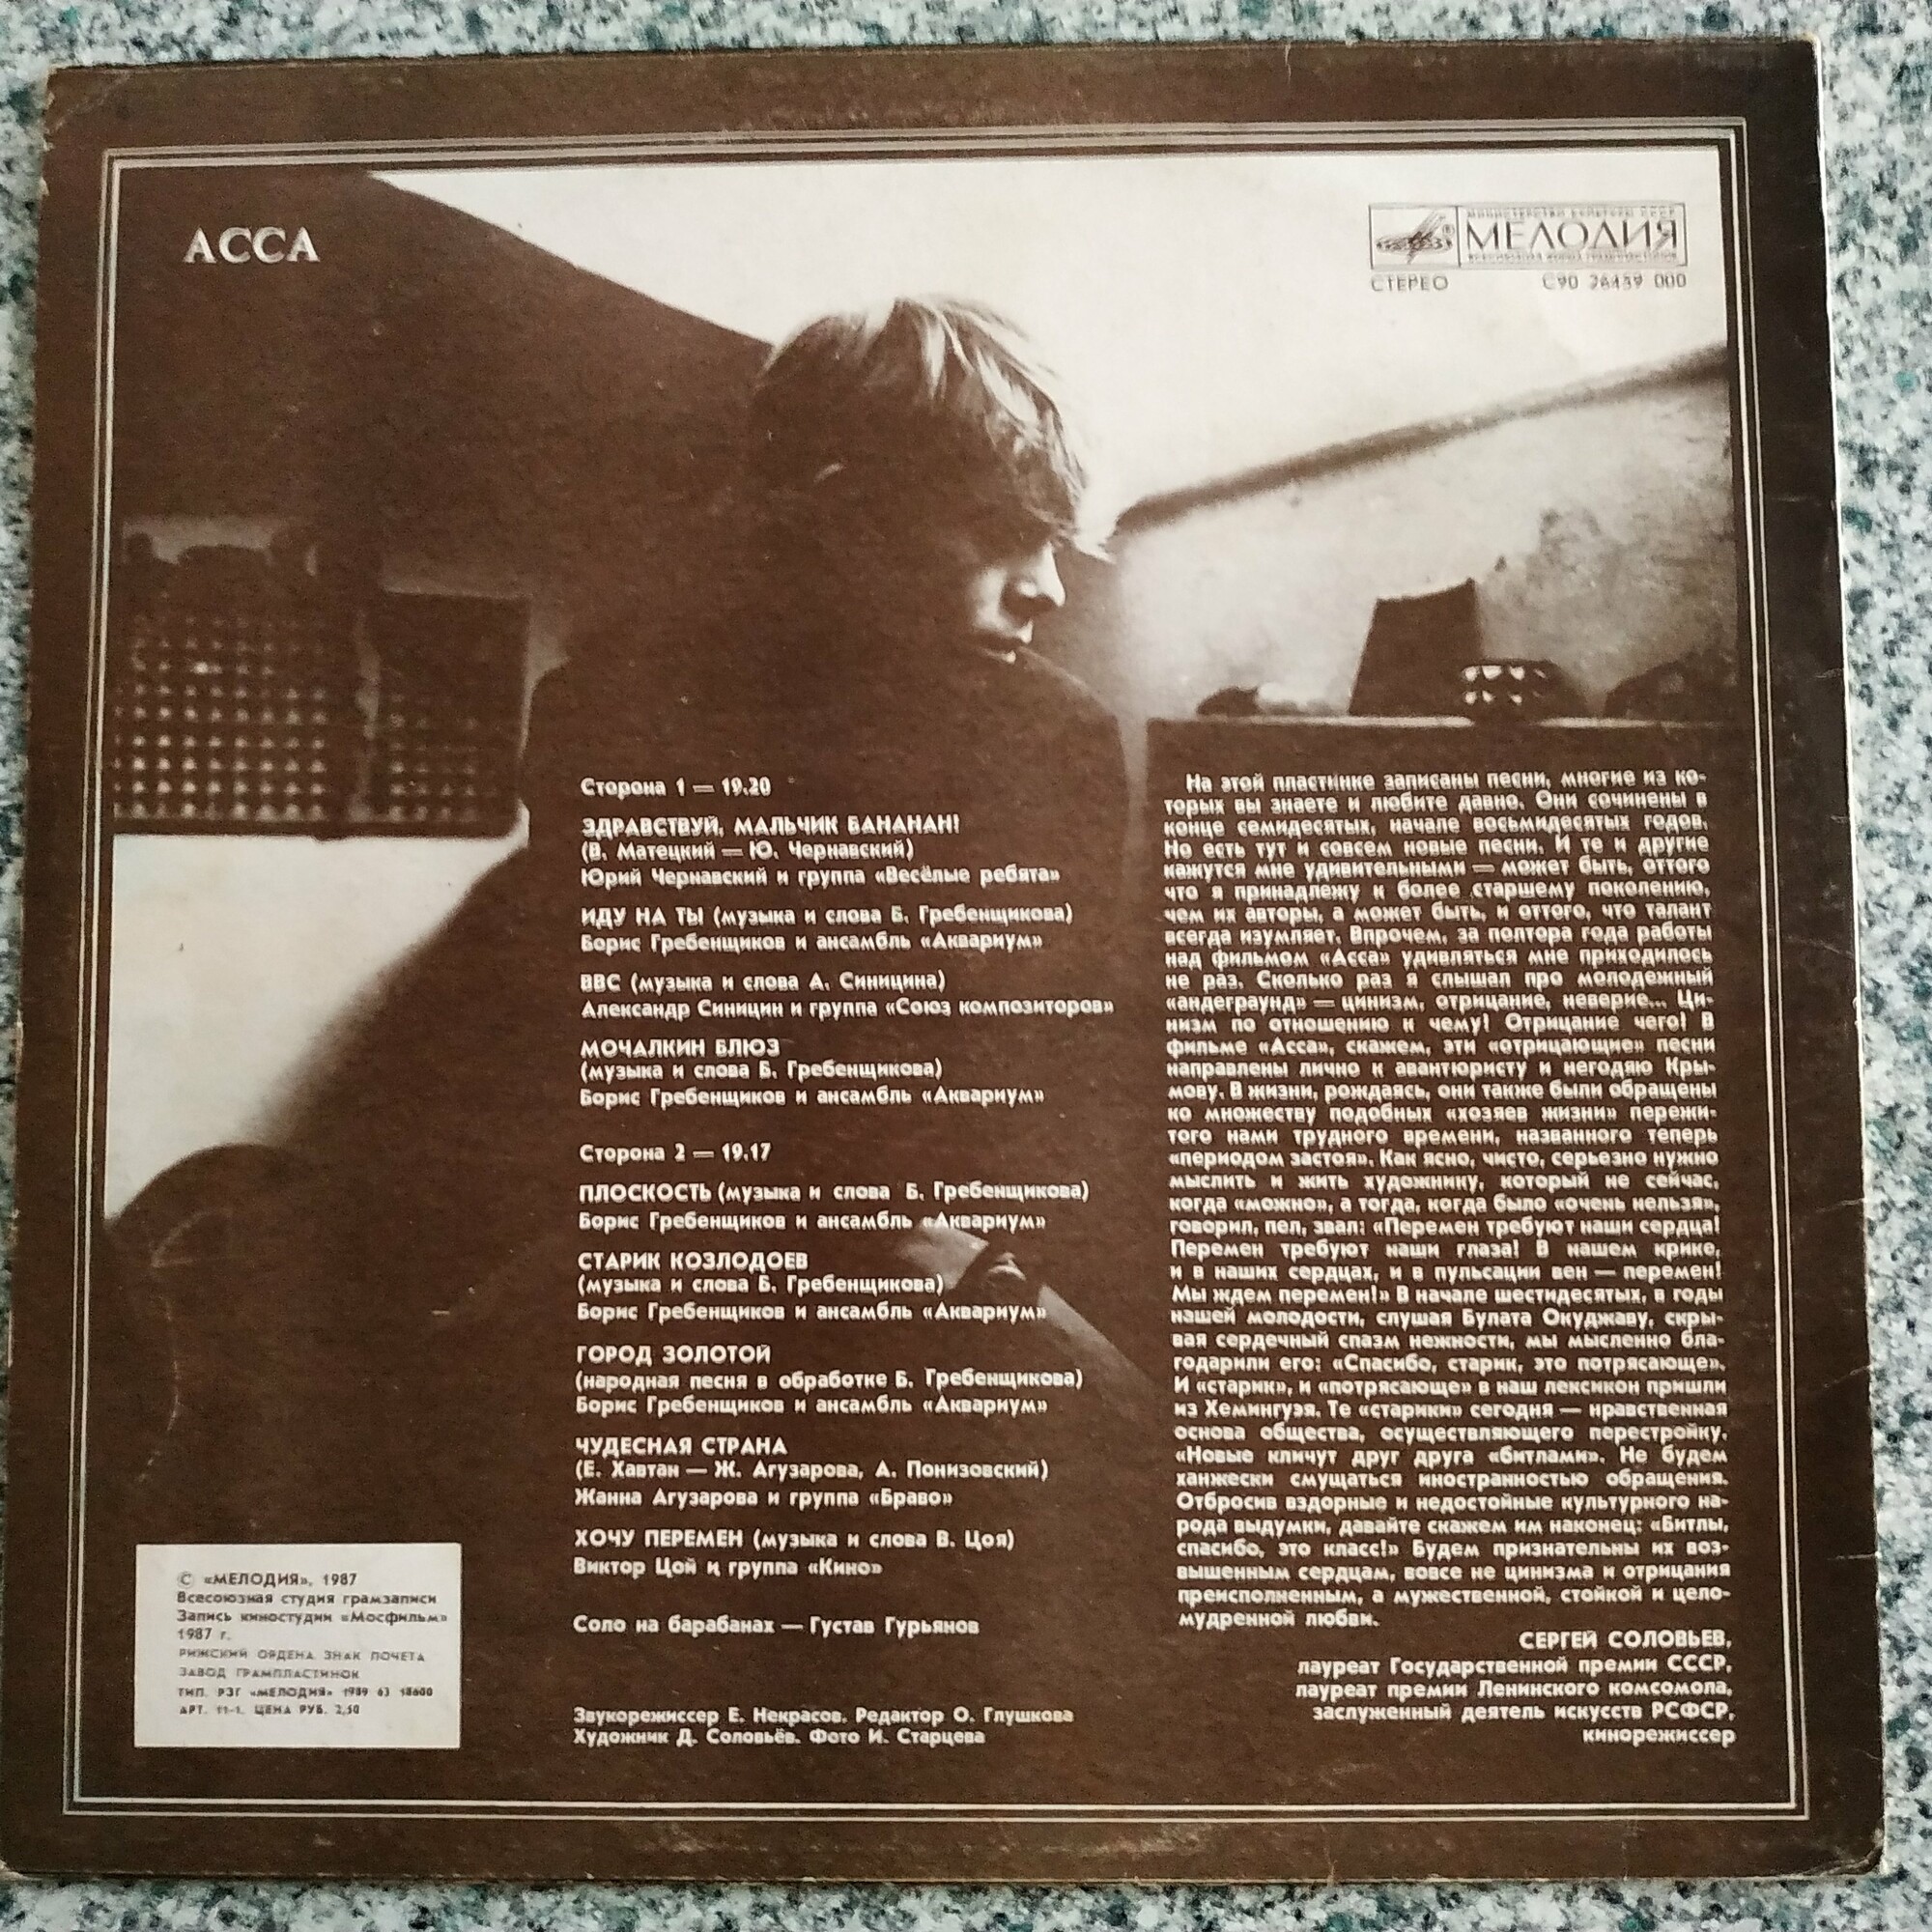 АССА
МИНИСТЕРСТВО КУЛЬТУРЫ СССР
МЕЛОДИЯ
СТЕРЕО С90 26459 000
Сторона 1 — 19.20
ЗДРАВСТВУЙ, МАЛЬЧИК БАНАНАН!
(В. Матецкий — Ю. Чернавский)
Юрий Чернавский и группа «Весёлые ребята»
ИДУ НА ТЫ (музыка и слова Б. Гребенщикова)
Борис Гребенщиков и ансамбль «Аквариум»
ВВС (музыка и слова А. Синицина)
Александр Синицин и группа «Союз композиторов»
МОЧАЛКИН БЛЮЗ
(музыка и слова Б. Гребенщикова)
Борис Гребенщиков и ансамбль «Аквариум»
Сторона 2 — 19.17
ПЛОСКОСТЬ (музыка и слова Б. Гребенщикова)
Борис Гребенщиков и ансамбль «Аквариум»
СТАРИК КОЗЛОДОЕВ
(музыка и слова Б. Гребенщикова)
Борис Гребенщиков и ансамбль «Аквариум»
ГОРОД ЗОЛОТОЙ
(народная песня в обработке Б. Гребенщикова)
Борис Гребенщиков и ансамбль «Аквариум»
ЧУДЕСНАЯ СТРАНА
(Е. Хавтан — Ж. Агузарова, А. Понизовский)
Жанна Агузарова и группа «Браво»
ХОЧУ ПЕРЕМЕН (музыка и слова В. Цоя)
Виктор Цой и группа «Кино»
Соло на барабанах — Густав Гурьянов
Звукорежиссер Е. Некрасов. Редактор О. Глушкова
Художник Д. Соловьёв. Фото И. Старцева
На этой пластинке записаны песни, многие из ко-
торых вы знаете и любите давно. Они сочинены в
конце семидесятых, начале восьмидесятых годов.
Но есть тут и совсем новые песни. И те и другие
кажутся мне удивительными — может быть, оттого
что я принадлежу к более старшему поколению,
чем их авторы, а может быть, и оттого, что талант
всегда изумляет. Впрочем, за полтора года работы
над фильмом «Асса» удивляться мне приходилось
не раз. Сколько раз я слышал про молодежный
«андеграунд» — цинизм, отрицание, неверие... Ци-
низм по отношению к чему! Отрицание чего! В
фильме «Асса», скажем, эти «отрицающие» песни
направлены лично к авантюристу и негодяю Кры-
мову. В жизни, рождаясь, они также были обращены
ко множеству подобных «хозяев жизни» пережи-
того нами трудного времени, названного теперь
«периодом застоя». Как ясно, чисто, серьезно нужно
мыслить и жить художнику, который не сейчас,
когда «можно», а тогда, когда было «очень нельзя»,
говорил, пел, звал: «Перемен требуют наши сердца!
Перемен требуют наши глаза! В нашем крике,
и в наших сердцах, и в пульсации вен — перемен!
Мы ждем перемен!» В начале шестидесятых, в годы
нашей молодости, слушая Булата Окуджаву, скры-
вая сердечный спазм нежности, мы мысленно бла-
годарили его: «Спасибо, старик, это потрясающе».
И «старик», и «потрясающе» в наш лексикон пришли
из Хемингуэя. Те «старики» сегодня — нравственная
основа общества, осуществляющего перестройку.
«Новые кличут друг друга «битлами». Не будем
ханжески смущаться иностранностью обращения.
Отбросив вздорные и недостойные культурного на-
рода выдумки, давайте скажем им наконец: «Битлы,
спасибо, это класс!» Будем признательны их воз-
вышенным сердцам, вовсе не цинизма и отрицания
преисполненным, а мужественной, стойкой и цело-
мудренной любви.
СЕРГЕЙ СОЛОВЬЕВ,
лауреат Государственной премии СССР,
лауреат премии Ленинского комсомола,
заслуженный деятель искусств РСФСР,
кинорежиссер
© «МЕЛОДИЯ», 1987
Всесоюзная студия грамзаписи
Запись киностудии «Мосфильм»
1987 г.
РИЖСКИЙ ОРДЕНА ЗНАК ПОЧЕТА
ЗАВОД ГРАМПЛАСТИНОК
ТИП. РЗГ «МЕЛОДИЯ» 1989 63 18600
АРТ. 11-1. ЦЕНА РУБ. 2,50